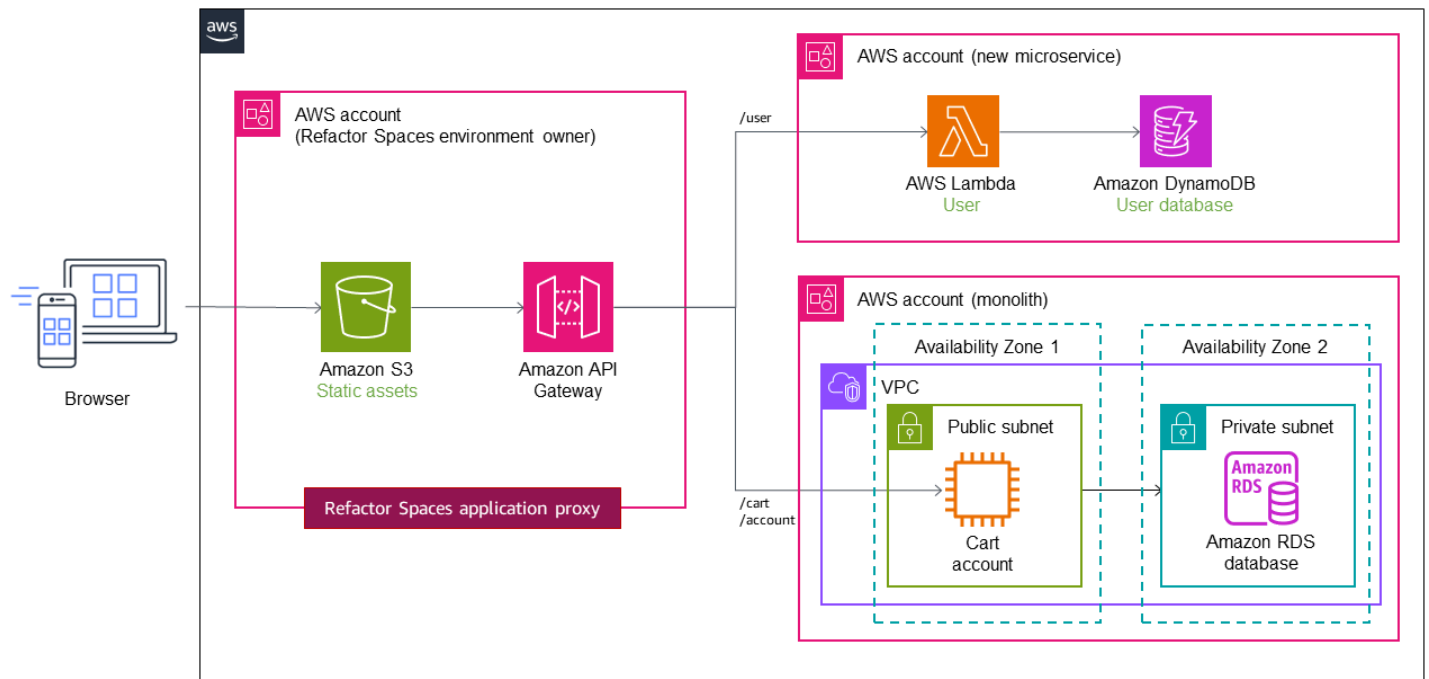 aws
AWS account (new microservice)
AWS account
(Refactor Spaces environment owner)
/user
AWS Lambda
User
Amazon DynamoDB
User database
AWS account (monolith)
Availability Zone 1
Availability Zone 2
Amazon S3
Static assets
Amazon API
Gateway
Browser
VPC
Public subnet
Private subnet
Amazon
RDS
Refactor Spaces application proxy
/cart
/account
Cart
account
Amazon RDS
database